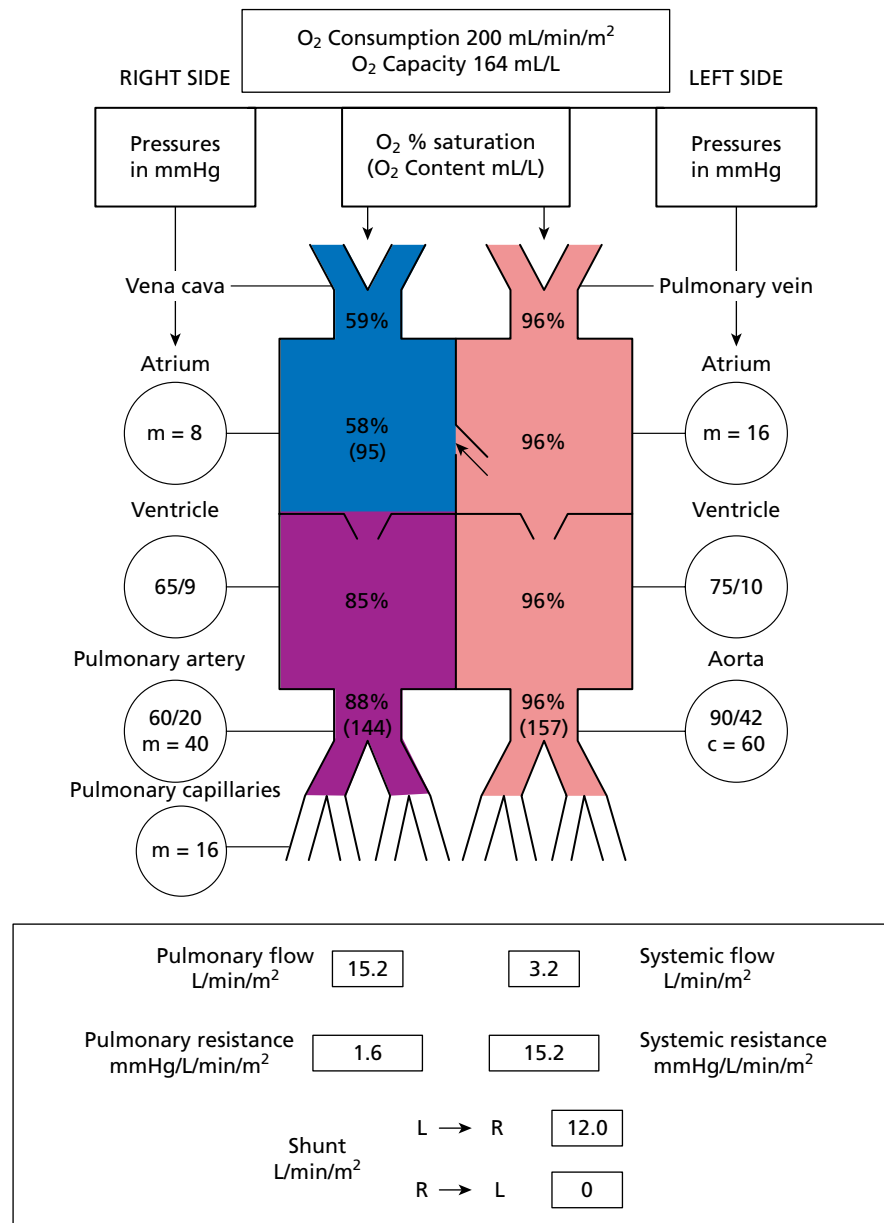 O₂ Consumption 200 mL/min/m²
O₂ Capacity 164 mL/L
RIGHT SIDE
LEFT SIDE
Pressures
in mmHg
O₂ % saturation
(O₂ Content mL/L)
Pressures
in mmHg
Vena cava
59%
96%
Pulmonary vein
Atrium
Atrium
m = 8
58%
(95)
96%
m = 16
Ventricle
Ventricle
65/9
85%
96%
75/10
Pulmonary artery
Aorta
60/20
m = 40
88%
(144)
96%
(157)
90/42
c = 60
Pulmonary capillaries
m = 16
Pulmonary flow
L/min/m²
15.2
3.2
Systemic flow
L/min/m²
Pulmonary resistance
mmHg/L/min/m²
1.6
15.2
Systemic resistance
mmHg/L/min/m²
Shunt
L/min/m²
L → R 12.0
R → L 0